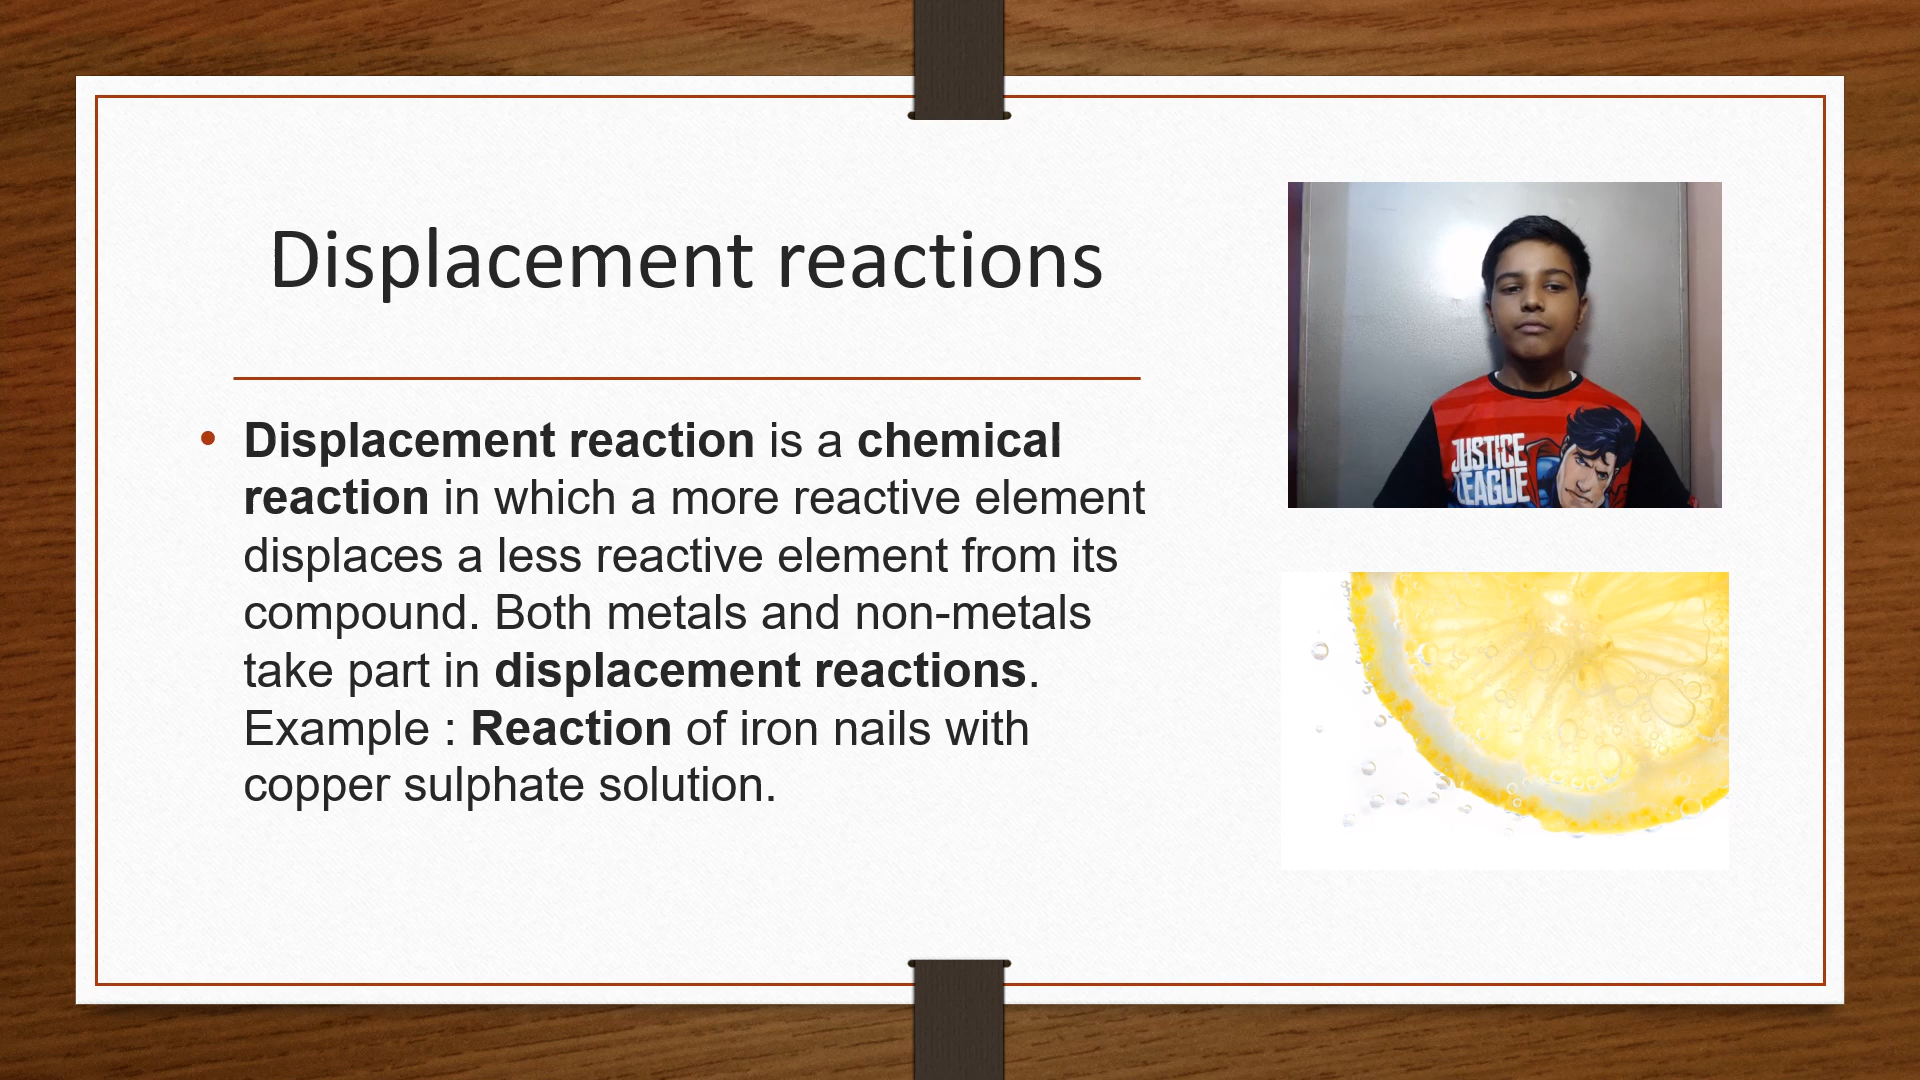 Displacement reactions
• Displacement reaction is a chemical
reaction in which a more reactive element
displaces a less reactive element from its
compound. Both metals and non-metals
take part in displacement reactions.
Example : Reaction of iron nails with
copper sulphate solution.
JUSTICE
LEAGUE